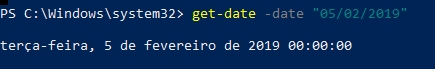 PS C:\Windows\system32> get-date -date "05/02/2019"
terça-feira, 5 de fevereiro de 2019 00:00:00